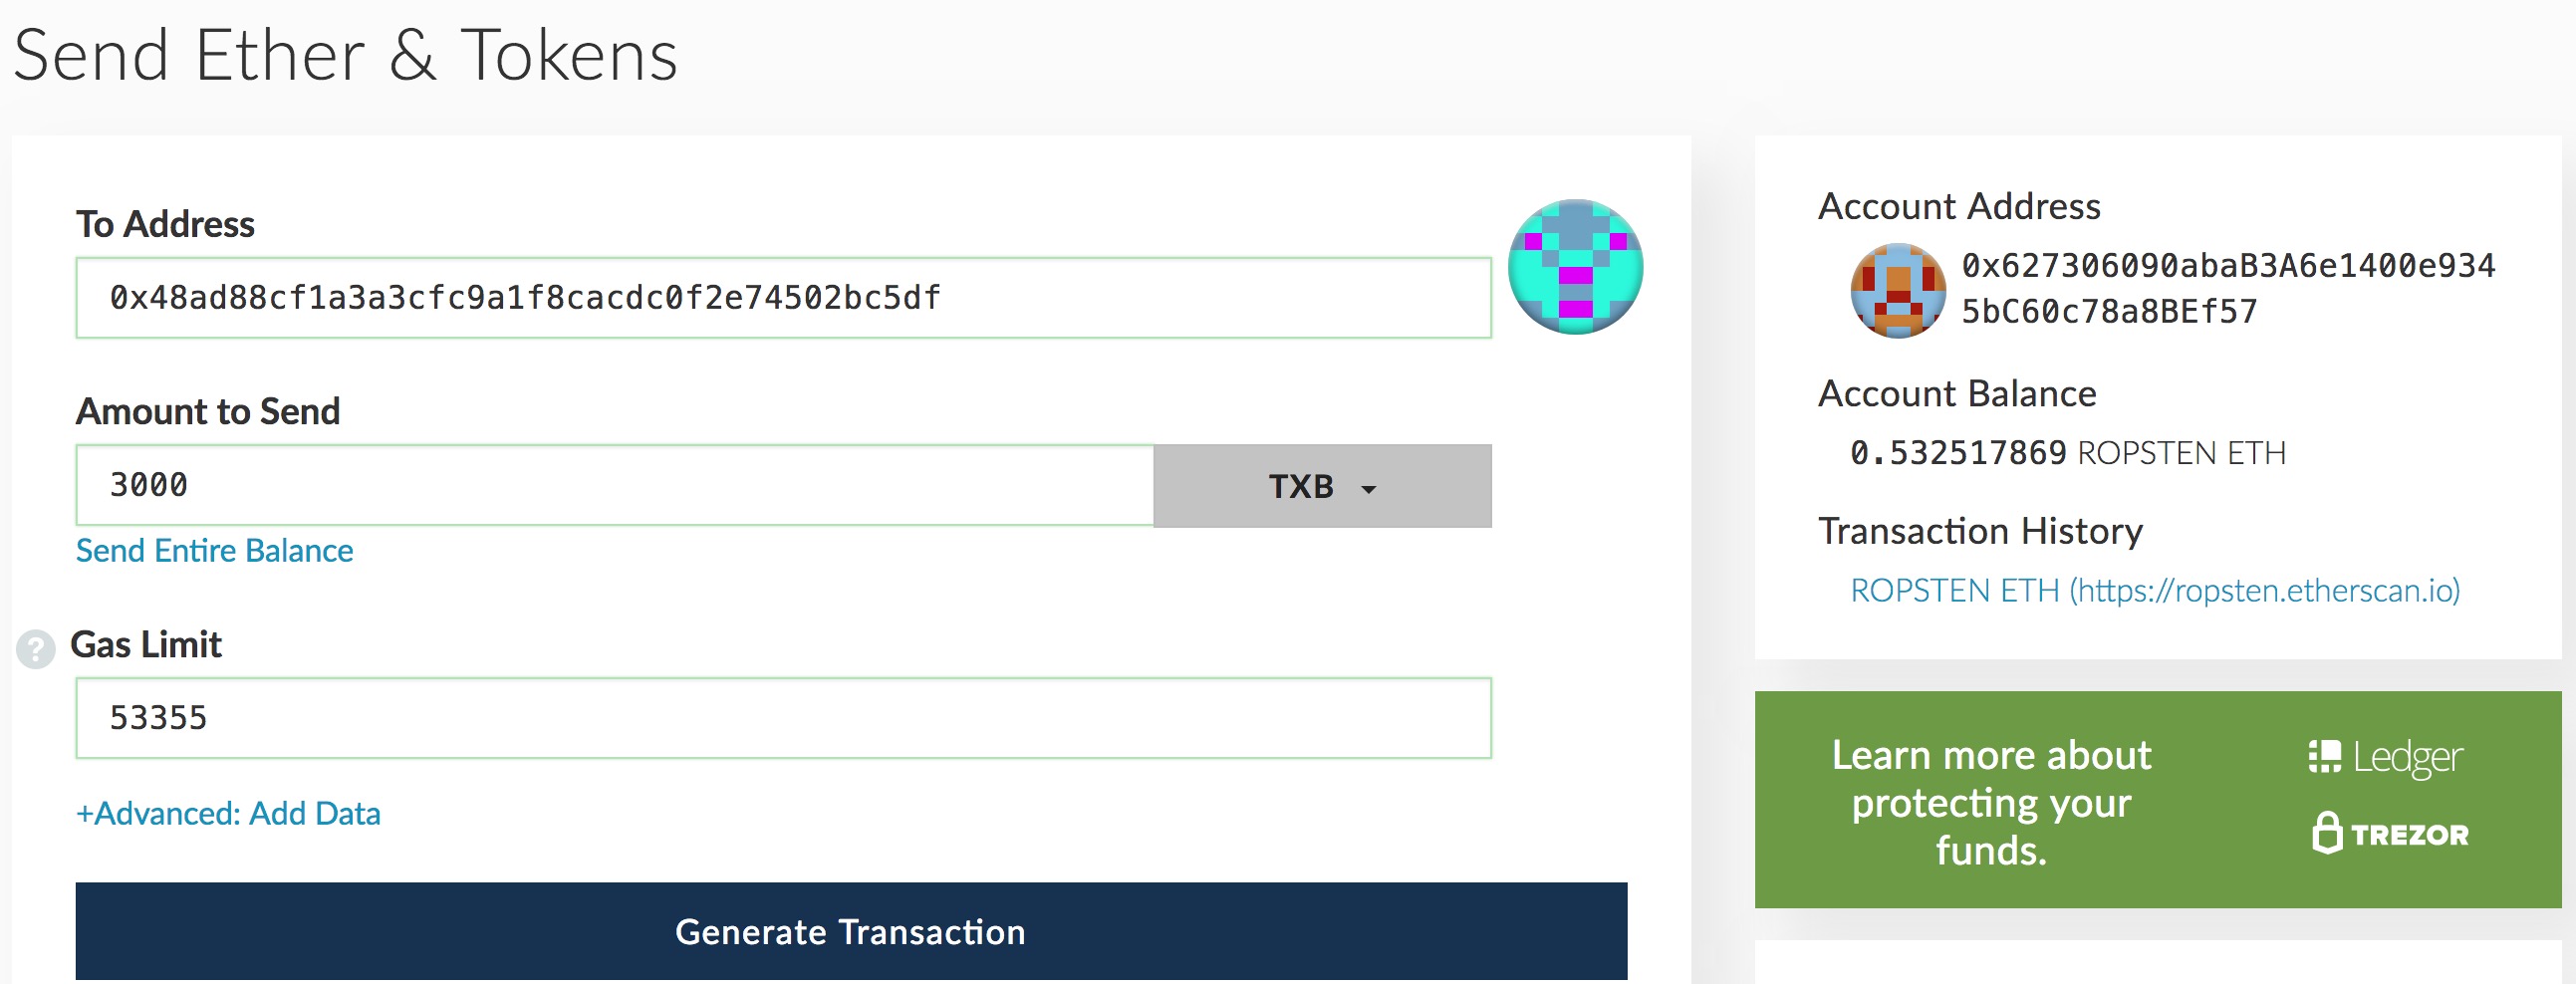 Send Ether & Tokens
To Address
0x48ad88cf1a3a3cfc9a1f8cacdc0f2e74502bc5df
Amount to Send
3000
TXB
Send Entire Balance
?
Gas Limit
53355
+Advanced: Add Data
Generate Transaction
Account Address
0x627306090abaB3A6e1400e934
5bC60c78a8BEf57
Account Balance
0.532517869 ROPSTEN ETH
Transaction History
ROPSTEN ETH (https://ropsten.etherscan.io)
Learn more about
protecting your
funds.
Ledger
TREZOR